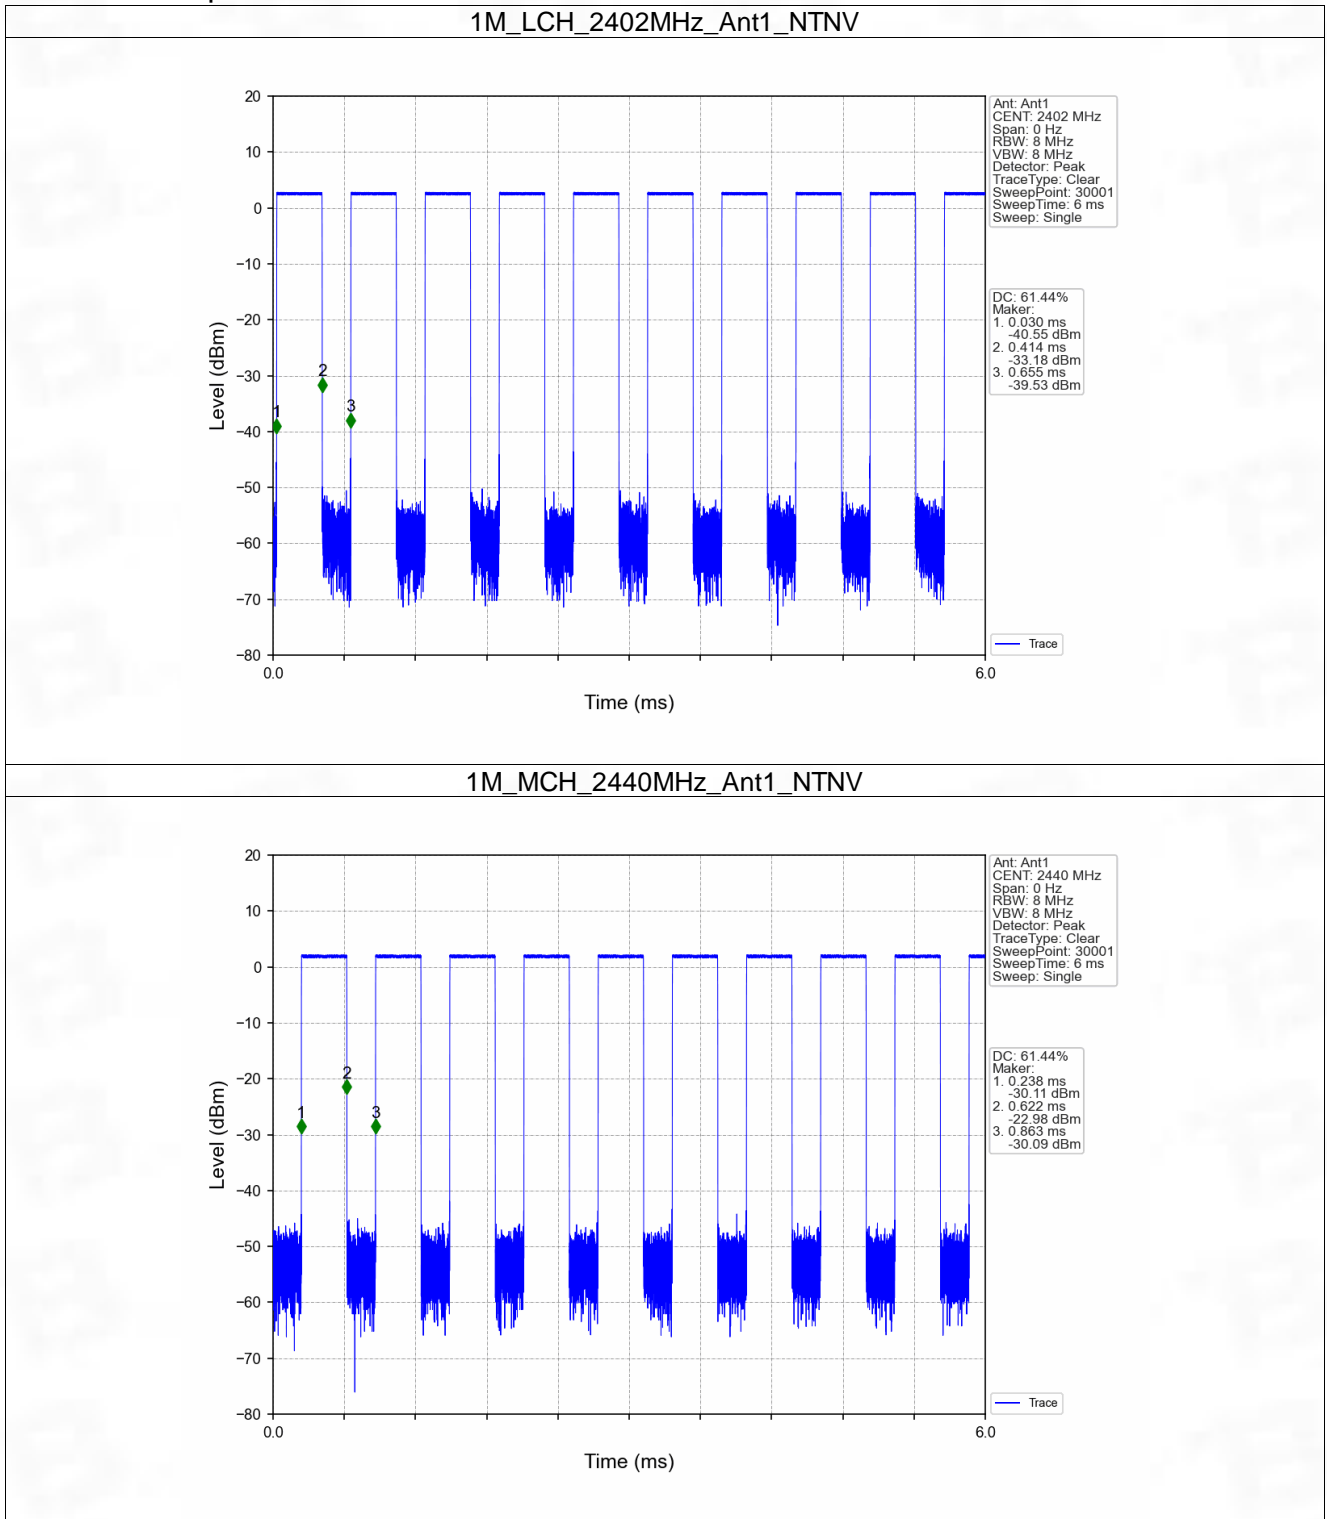 1M_LCH_2402MHz_Ant1_NTNV
20
10
0
−10
−20
−30
−40
−50
−60
−70
−80
Level (dBm)
1
2
3
0.0
6.0
Time (ms)
Ant: Ant1
CENT: 2402 MHz
Span: 0 Hz
RBW: 8 MHz
VBW: 8 MHz
Detector: Peak
TraceType: Clear
SweepPoint: 30001
SweepTime: 6 ms
Sweep: Single
DC: 61.44%
Maker:
1. 0.030 ms
-40.55 dBm
2. 0.414 ms
-33.18 dBm
3. 0.655 ms
-39.53 dBm
Trace
1M_MCH_2440MHz_Ant1_NTNV
20
10
0
−10
−20
−30
−40
−50
−60
−70
−80
Level (dBm)
1
2
3
0.0
6.0
Time (ms)
Ant: Ant1
CENT: 2440 MHz
Span: 0 Hz
RBW: 8 MHz
VBW: 8 MHz
Detector: Peak
TraceType: Clear
SweepPoint: 30001
SweepTime: 6 ms
Sweep: Single
DC: 61.44%
Maker:
1. 0.238 ms
-30.11 dBm
2. 0.622 ms
-22.98 dBm
3. 0.863 ms
-30.09 dBm
Trace